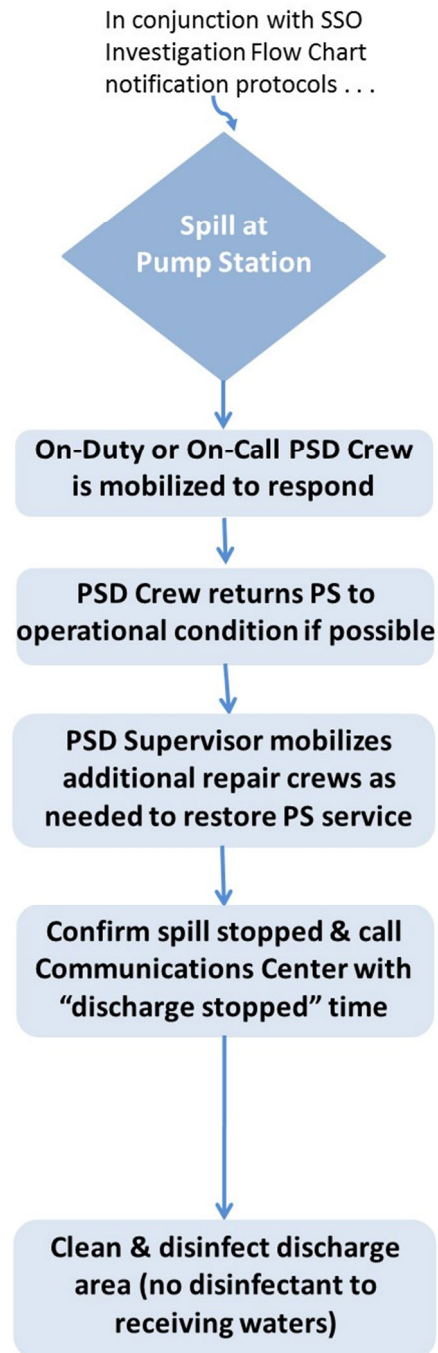 In conjunction with SSO
Investigation Flow Chart
notification protocols . . .
Spill at
Pump Station
On-Duty or On-Call PSD Crew
is mobilized to respond
PSD Crew returns PS to
operational condition if possible
PSD Supervisor mobilizes
additional repair crews as
needed to restore PS service
Confirm spill stopped & call
Communications Center with
“discharge stopped” time
Clean & disinfect discharge
area (no disinfectant to
receiving waters)